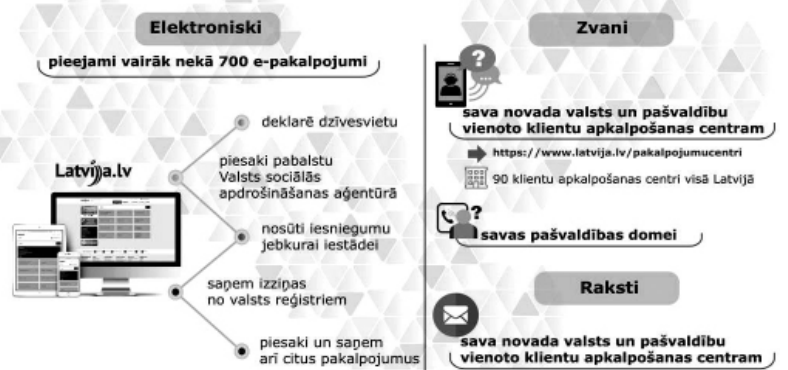 Elektroniski
pieejami vairāk nekā 700 e-pakalpojumi
Latvija.lv
deklarē dzīvesvietu
piesaki pabalstu
Valsts sociālās
apdrošināšanas aģentūrā
nosūti iesniegumu
jebkurai iestādei
saņem izziņas
no valsts reģistriem
piesaki un saņem
arī citus pakalpojumus
Zvani
?
sava novada valsts un pašvaldību
vienoto klientu apkalpošanas centram
https://www.latvija.lv/pakalpojumucentri
90 klientu apkalpošanas centri visā Latvijā
?
savas pašvaldības domei
Raksti
sava novada valsts un pašvaldību
vienoto klientu apkalpošanas centram